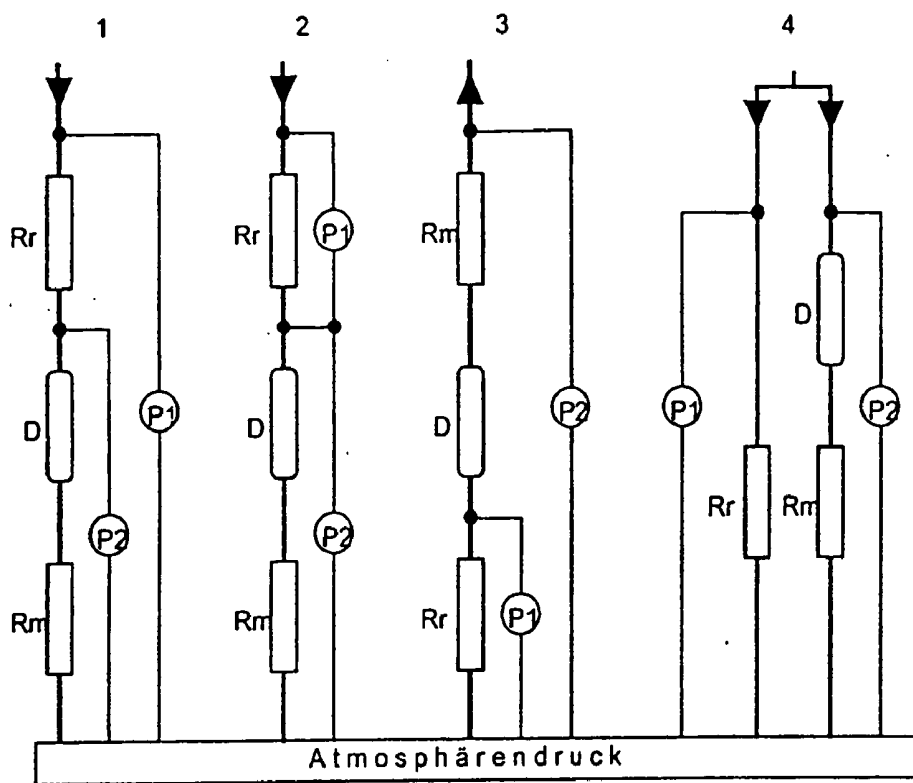 1 2 3 4
Rr P1 D P2 Rm
Rr P1 D P2 Rm
Rm D P2 Rr P1
P1 Rr D Rm P2
Atmosphärendruck